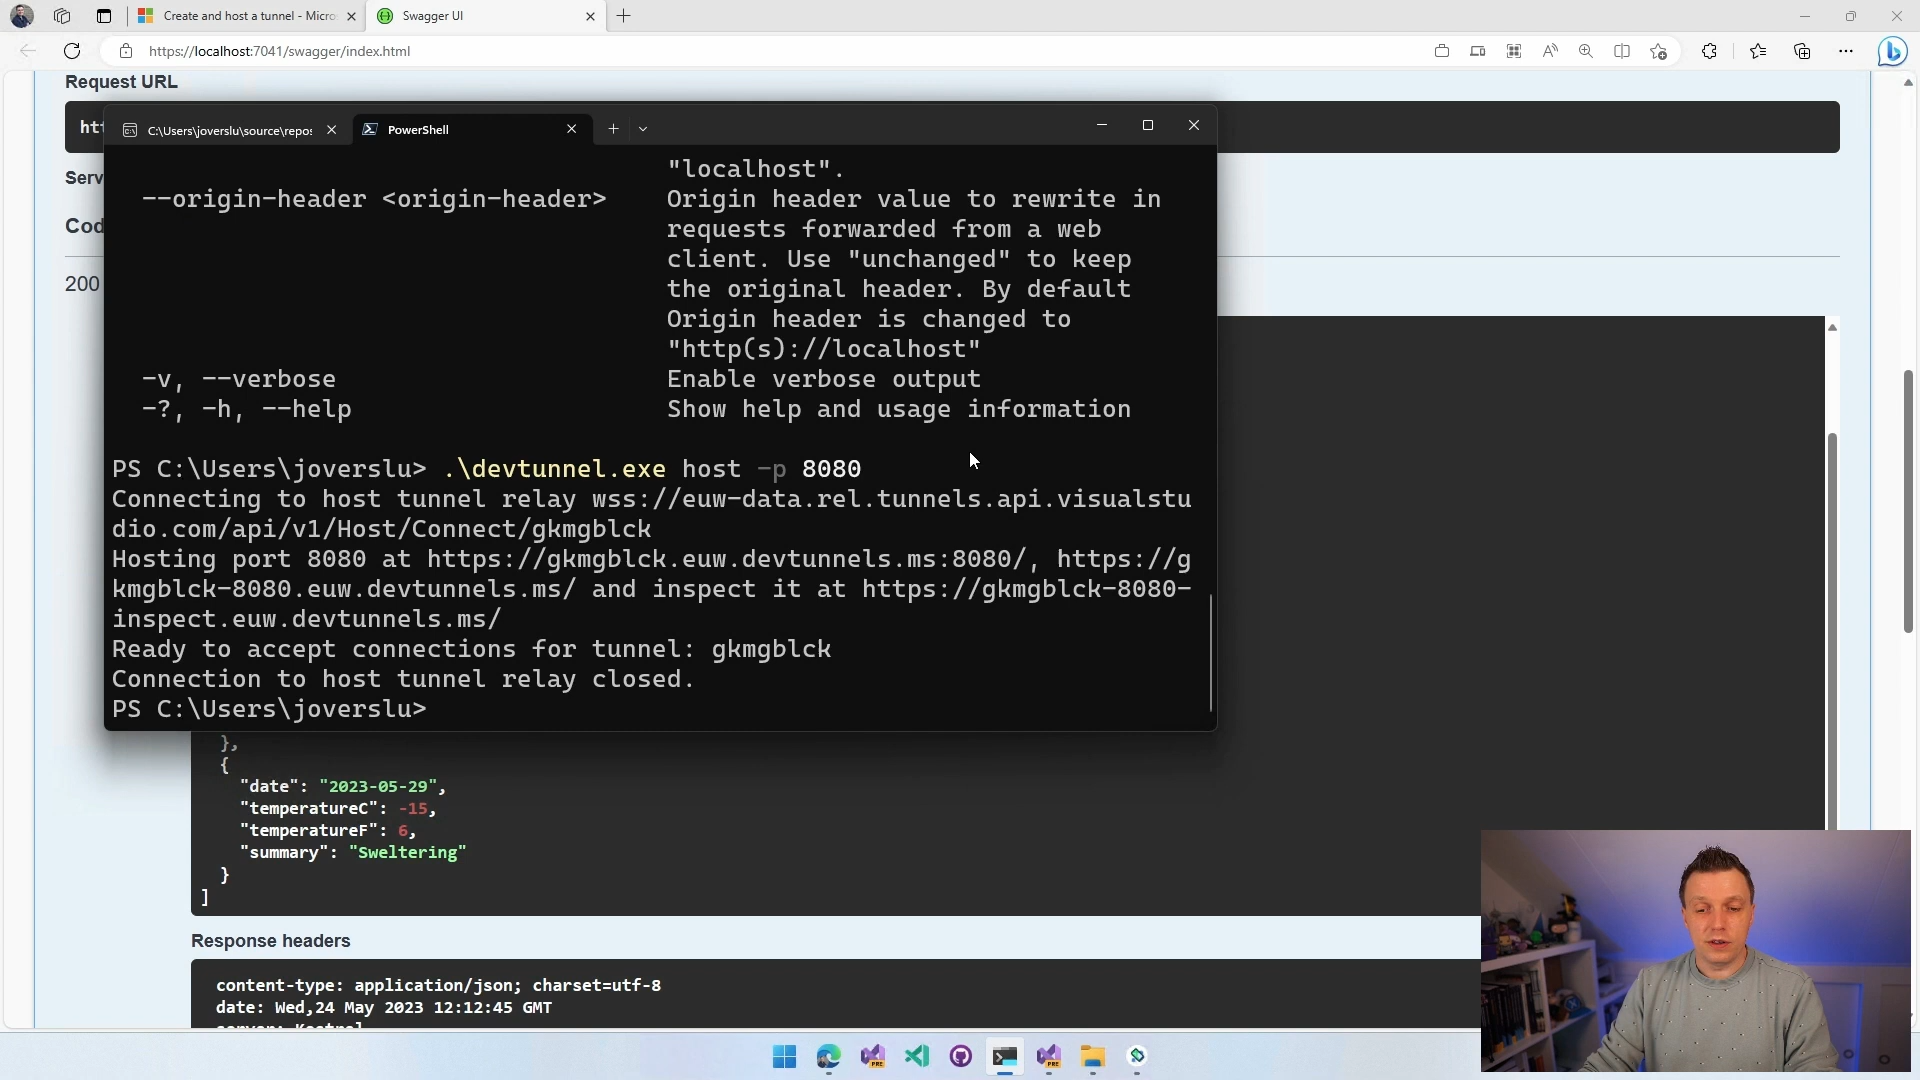 Create and host a tunnel - Micro
Swagger UI
https://localhost:7041/swagger/index.html
Request URL
htt
Serv
Cod
200
C:\Users\joverslu\source\repos
PowerShell
"localhost".
--origin-header <origin-header> Origin header value to rewrite in
requests forwarded from a web
client. Use "unchanged" to keep
the original header. By default
Origin header is changed to
"http(s)://localhost"
-v, --verbose Enable verbose output
-?, -h, --help Show help and usage information
PS C:\Users\joverslu> .\devtunnel.exe host -p 8080
Connecting to host tunnel relay wss://euw-data.rel.tunnels.api.visualstu
dio.com/api/v1/Host/Connect/gkmgblck
Hosting port 8080 at https://gkmgblck.euw.devtunnels.ms:8080/, https://g
kmgblck-8080.euw.devtunnels.ms/ and inspect it at https://gkmgblck-8080-
inspect.euw.devtunnels.ms/
Ready to accept connections for tunnel: gkmgblck
Connection to host tunnel relay closed.
PS C:\Users\joverslu>
},
{
"date": "2023-05-29",
"temperatureC": -15,
"temperatureF": 6,
"summary": "Sweltering"
}
]
Response headers
content-type: application/json; charset=utf-8
date: Wed,24 May 2023 12:12:45 GMT
server: Kestrel